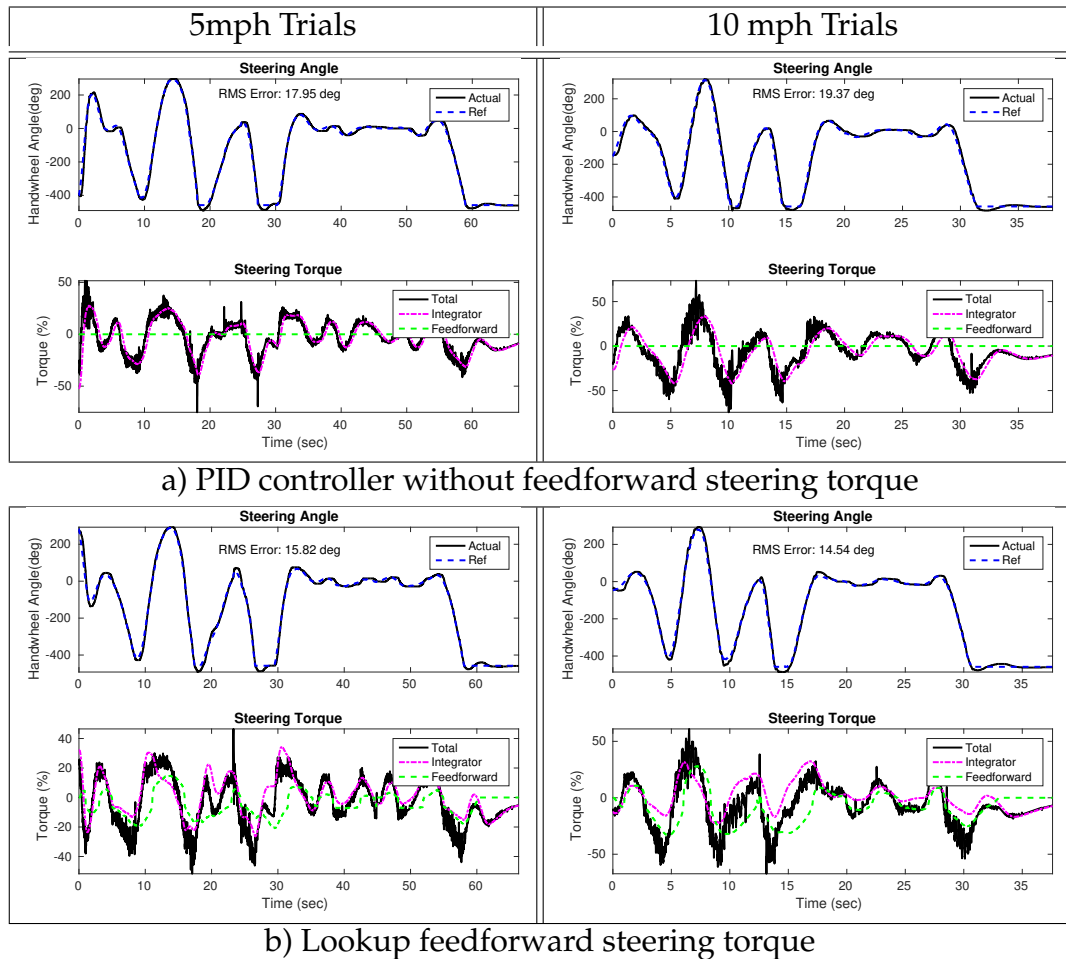 5mph Trials
10 mph Trials
Steering Angle
Handwheel Angle(deg)
200
0
-200
-400
RMS Error: 17.95 deg
Actual
Ref
0 10 20 30 40 50 60
Steering Torque
Torque (%)
50
0
-50
Total
Integrator
Feedforward
0 10 20 30 40 50 60
Time (sec)
Steering Angle
Handwheel Angle(deg)
200
0
-200
-400
RMS Error: 19.37 deg
Actual
Ref
0 5 10 15 20 25 30 35
Steering Torque
Torque (%)
50
0
-50
Total
Integrator
Feedforward
0 5 10 15 20 25 30 35
Time (sec)
a) PID controller without feedforward steering torque
Steering Angle
Handwheel Angle(deg)
200
0
-200
-400
RMS Error: 15.82 deg
Actual
Ref
0 10 20 30 40 50 60
Steering Torque
Torque (%)
40
20
0
-20
-40
Total
Integrator
Feedforward
0 10 20 30 40 50 60
Time (sec)
Steering Angle
Handwheel Angle(deg)
200
0
-200
-400
RMS Error: 14.54 deg
Actual
Ref
0 5 10 15 20 25 30 35
Steering Torque
Torque (%)
50
0
-50
Total
Integrator
Feedforward
0 5 10 15 20 25 30 35
Time (sec)
b) Lookup feedforward steering torque